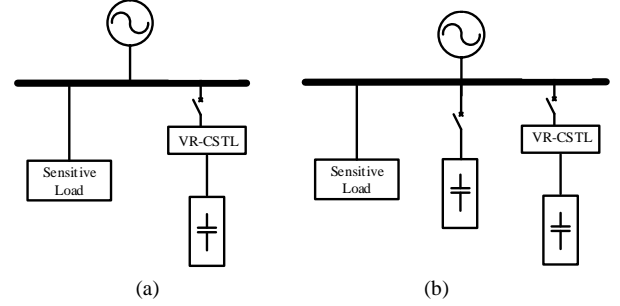 VR-CSTL
Sensitive
Load
(a)
VR-CSTL
Sensitive
Load
(b)